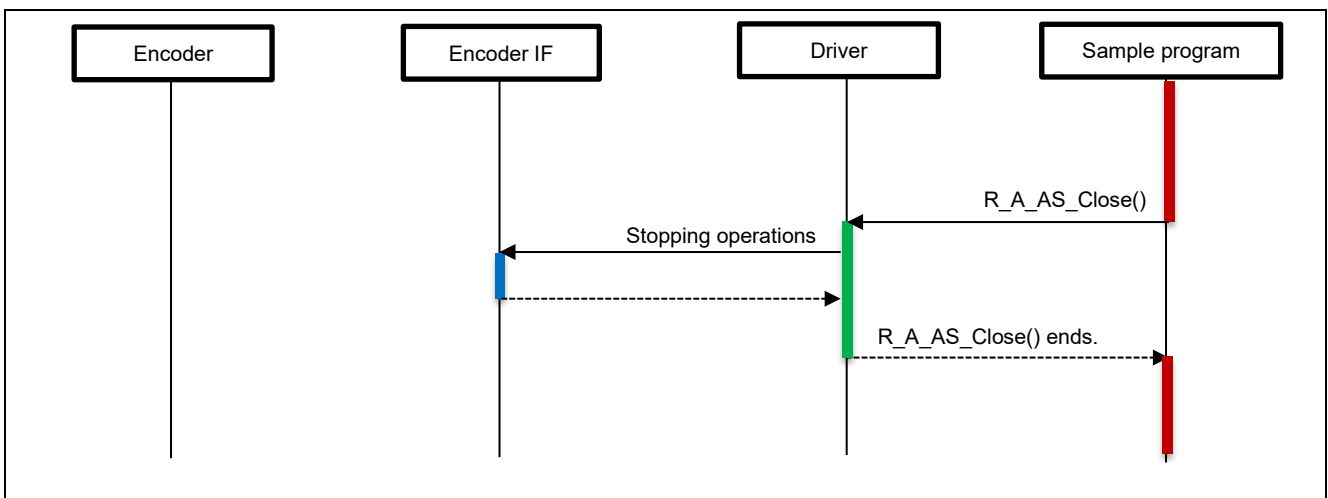 Encoder
Encoder IF
Driver
Sample program
R_A_AS_Close()
Stopping operations
R_A_AS_Close() ends.